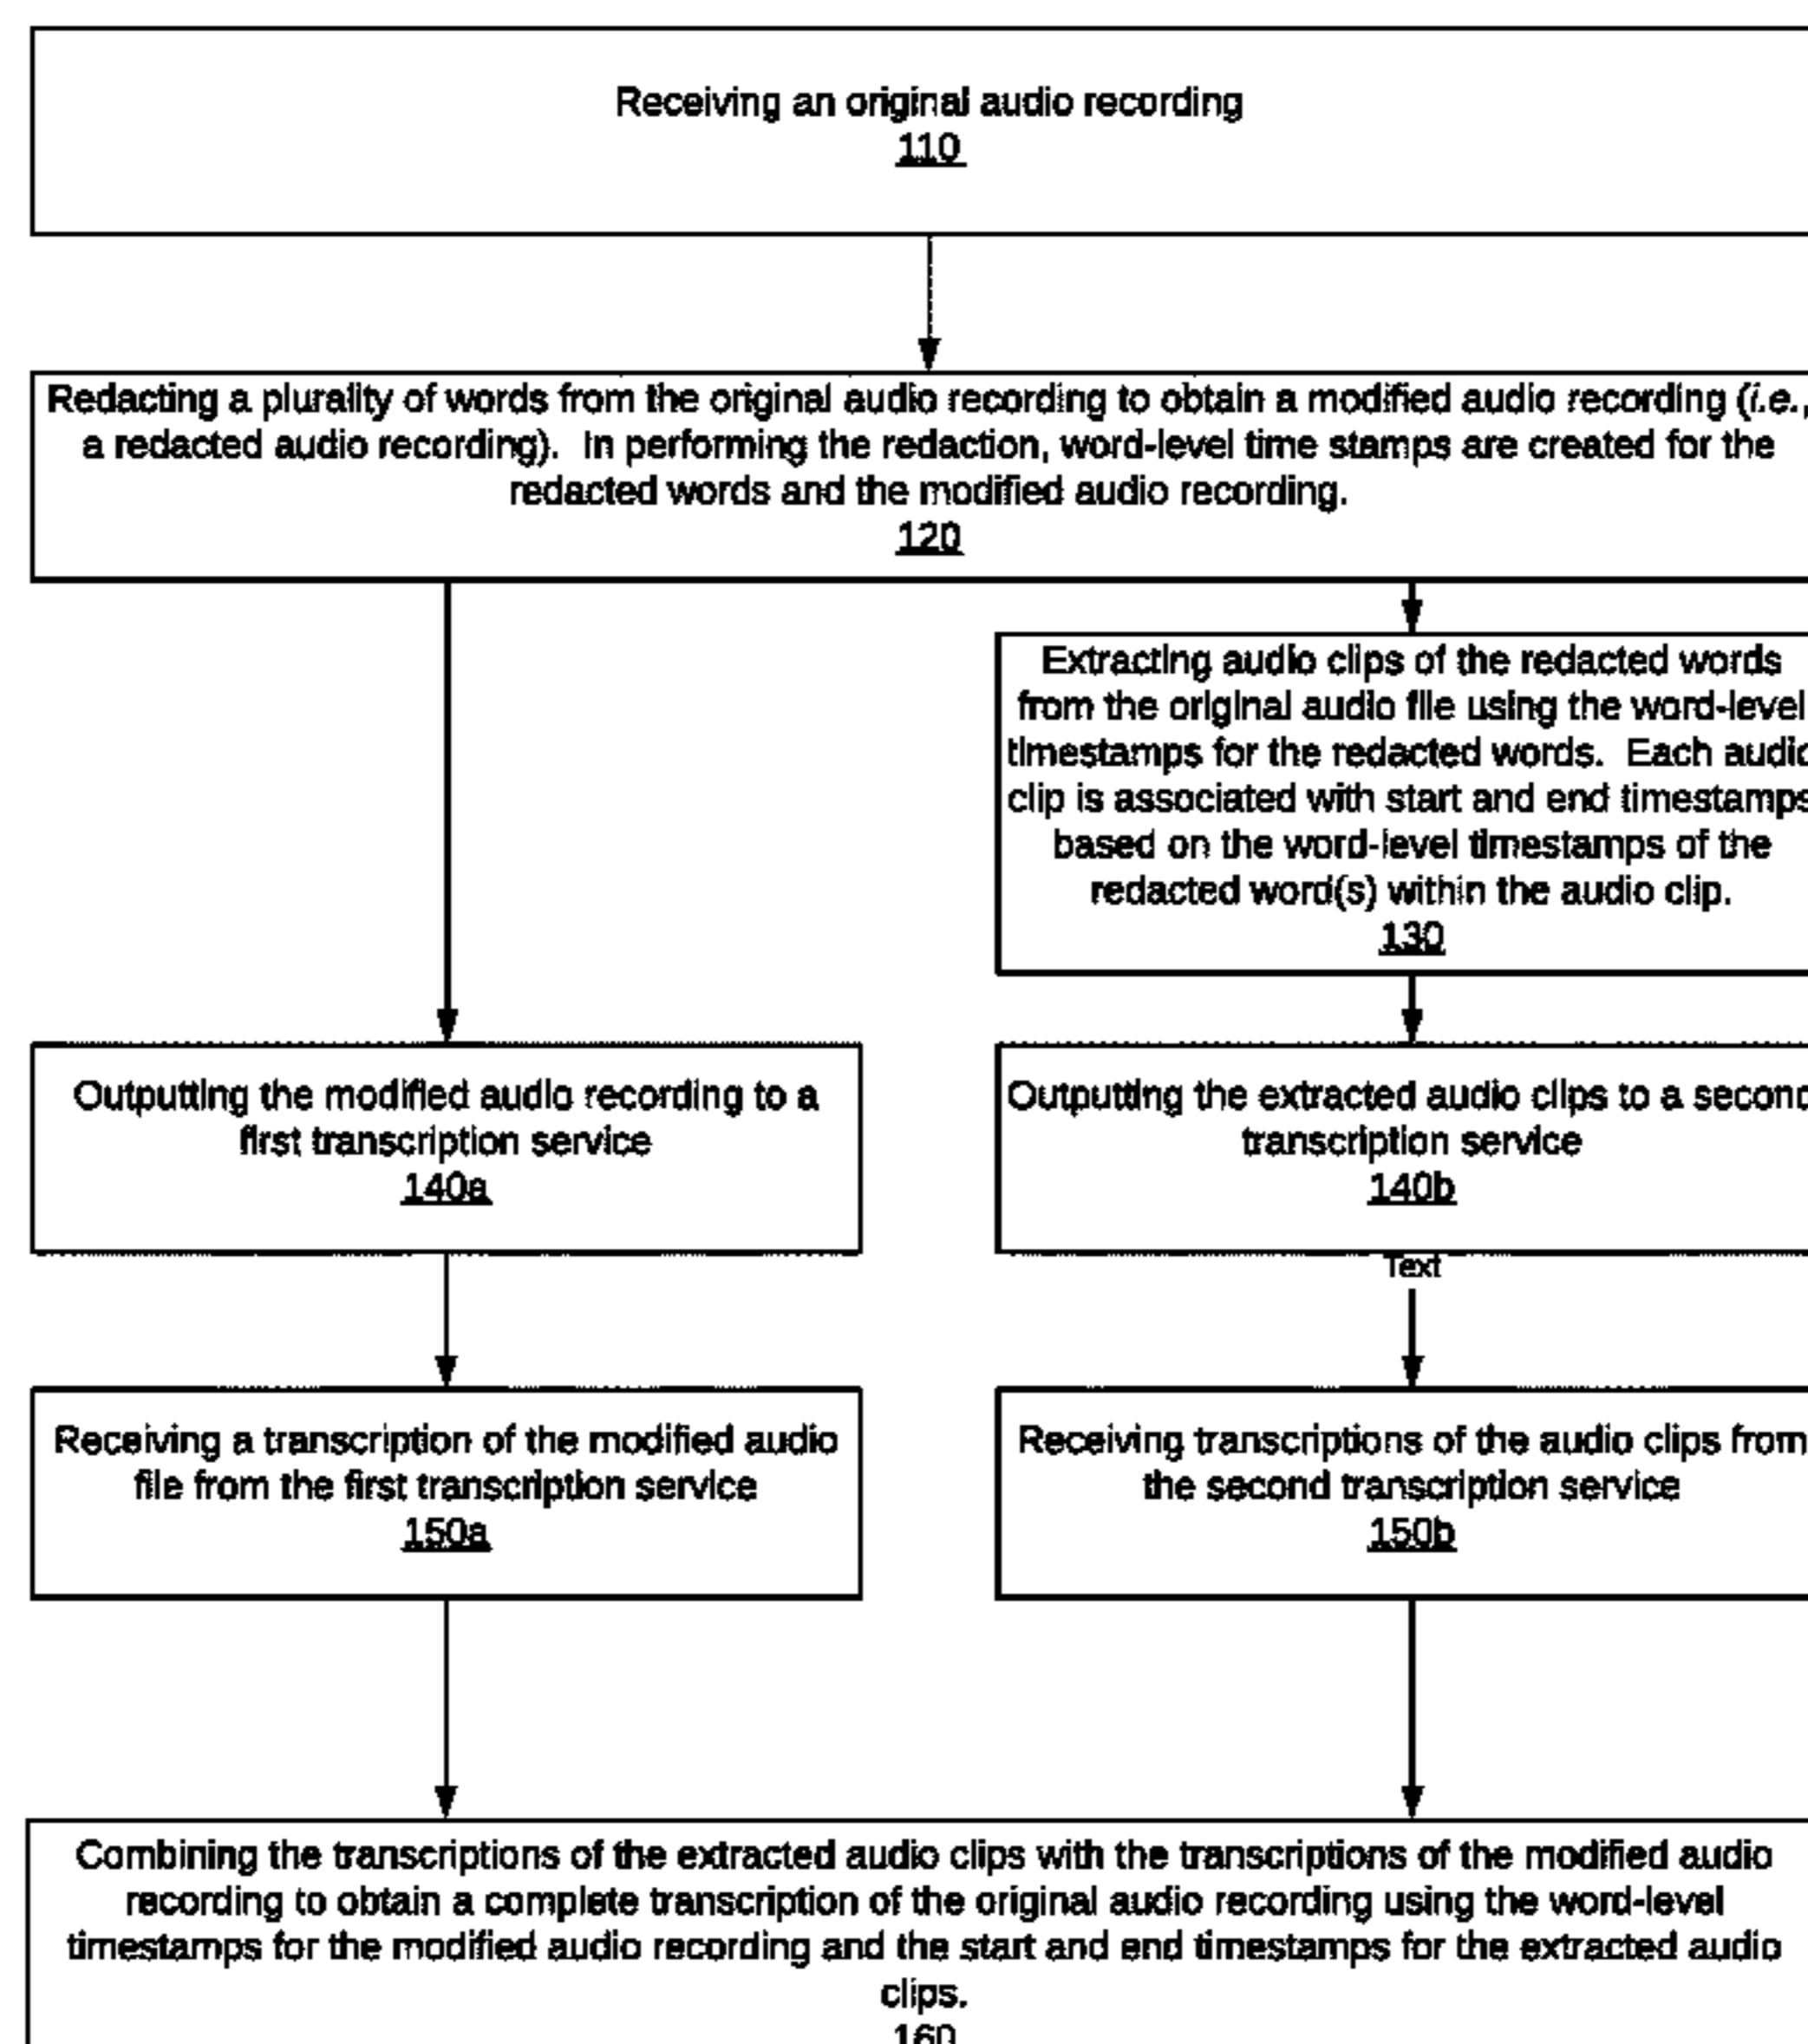 Receiving an original audio recording
110
Redacting a plurality of words from the original audio recording to obtain a modified audio recording (i.e.,
a redacted audio recording). In performing the redaction, word-level time stamps are created for the
redacted words and the modified audio recording.
120
Extracting audio clips of the redacted words
from the original audio file using the word-level
timestamps for the redacted words. Each audio
clip is associated with start and end timestamps
based on the word-level timestamps of the
redacted word(s) within the audio clip.
130
Outputting the modified audio recording to a
first transcription service
140a
Outputting the extracted audio clips to a second
transcription service
140b
Text
Receiving a transcription of the modified audio
file from the first transcription service
150a
Receiving transcriptions of the audio clips from
the second transcription service
150b
Combining the transcriptions of the extracted audio clips with the transcriptions of the modified audio
recording to obtain a complete transcription of the original audio recording using the word-level
timestamps for the modified audio recording and the start and end timestamps for the extracted audio
clips.
160